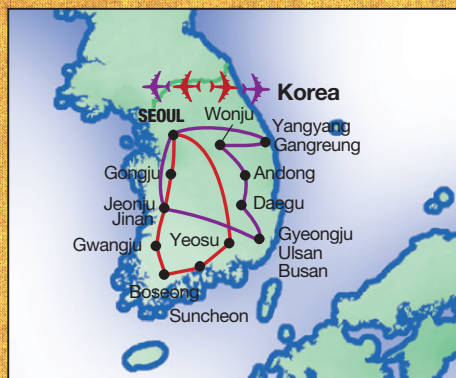 Korea
SEOUL
Wonju
Yangyang
Gangreung
Gongju
Andong
Jeonju
Jinan
Daegu
Gwangju
Yeosu
Gyeongju
Ulsan
Busan
Boseong
Suncheon